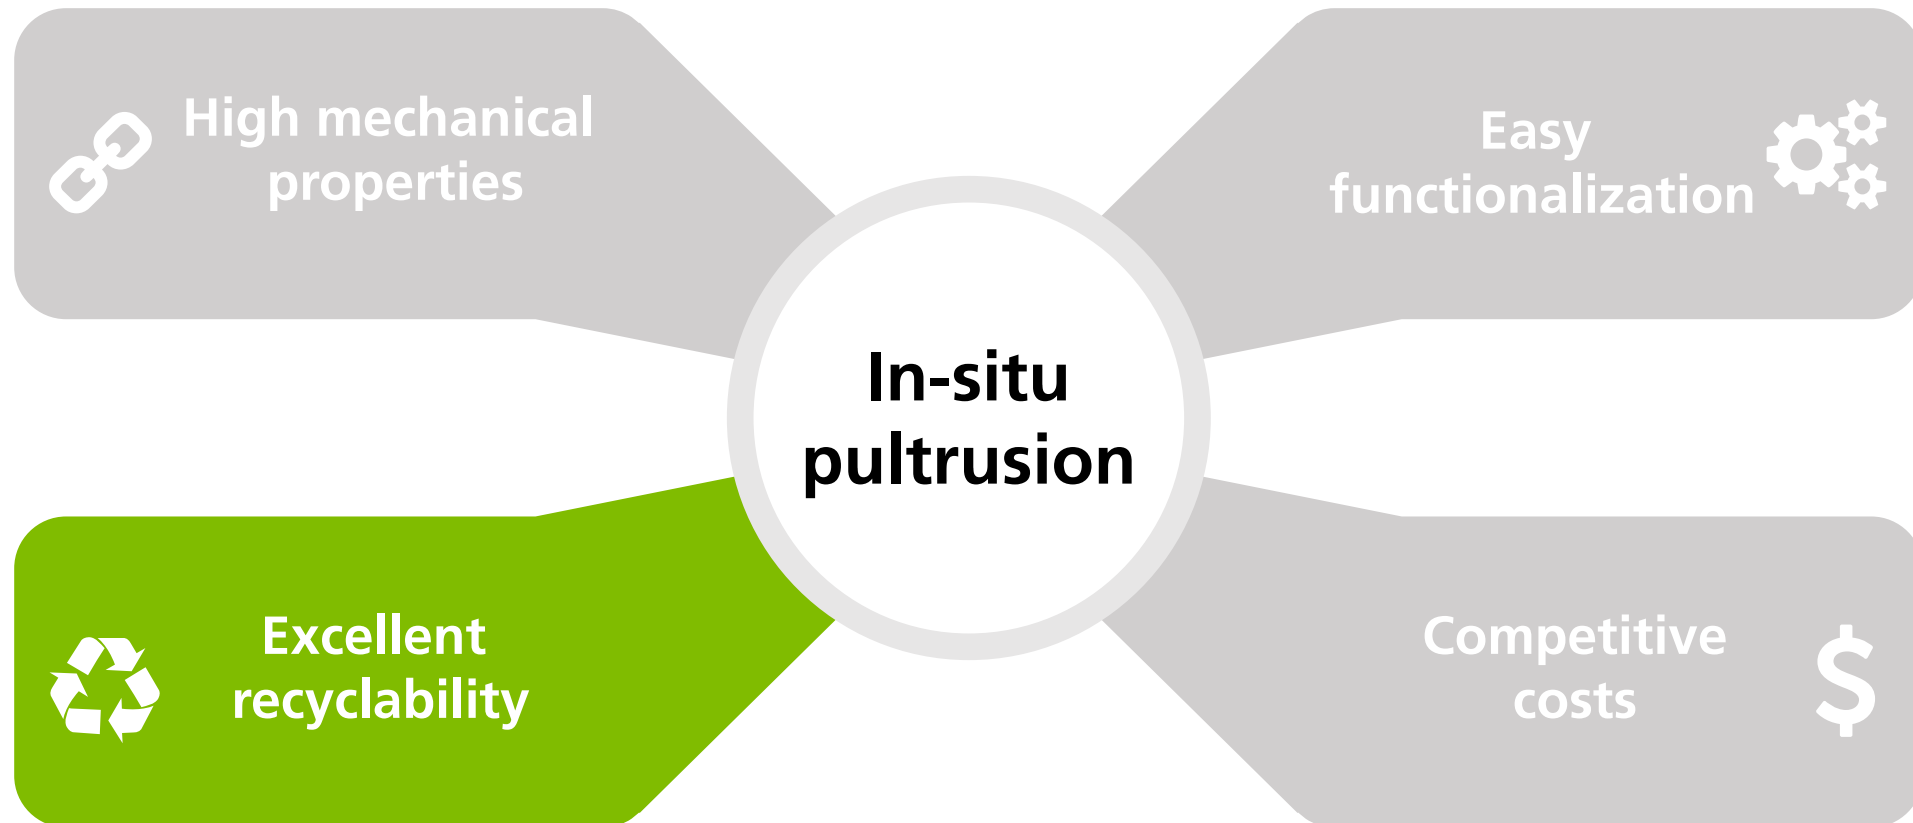 High mechanical
properties
Easy
functionalization
In-situ
pultrusion
Excellent
recyclability
Competitive
costs